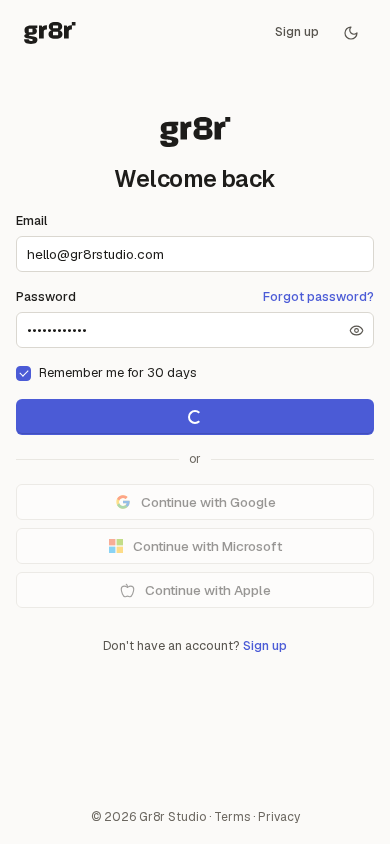 gr8r
Sign up
gr8r
Welcome back
Email
hello@gr8rstudio.com
Password
Forgot password?
••••••••••••
Remember me for 30 days
or
Continue with Google
Continue with Microsoft
Continue with Apple
Don't have an account? Sign up
© 2026 Gr8r Studio · Terms · Privacy